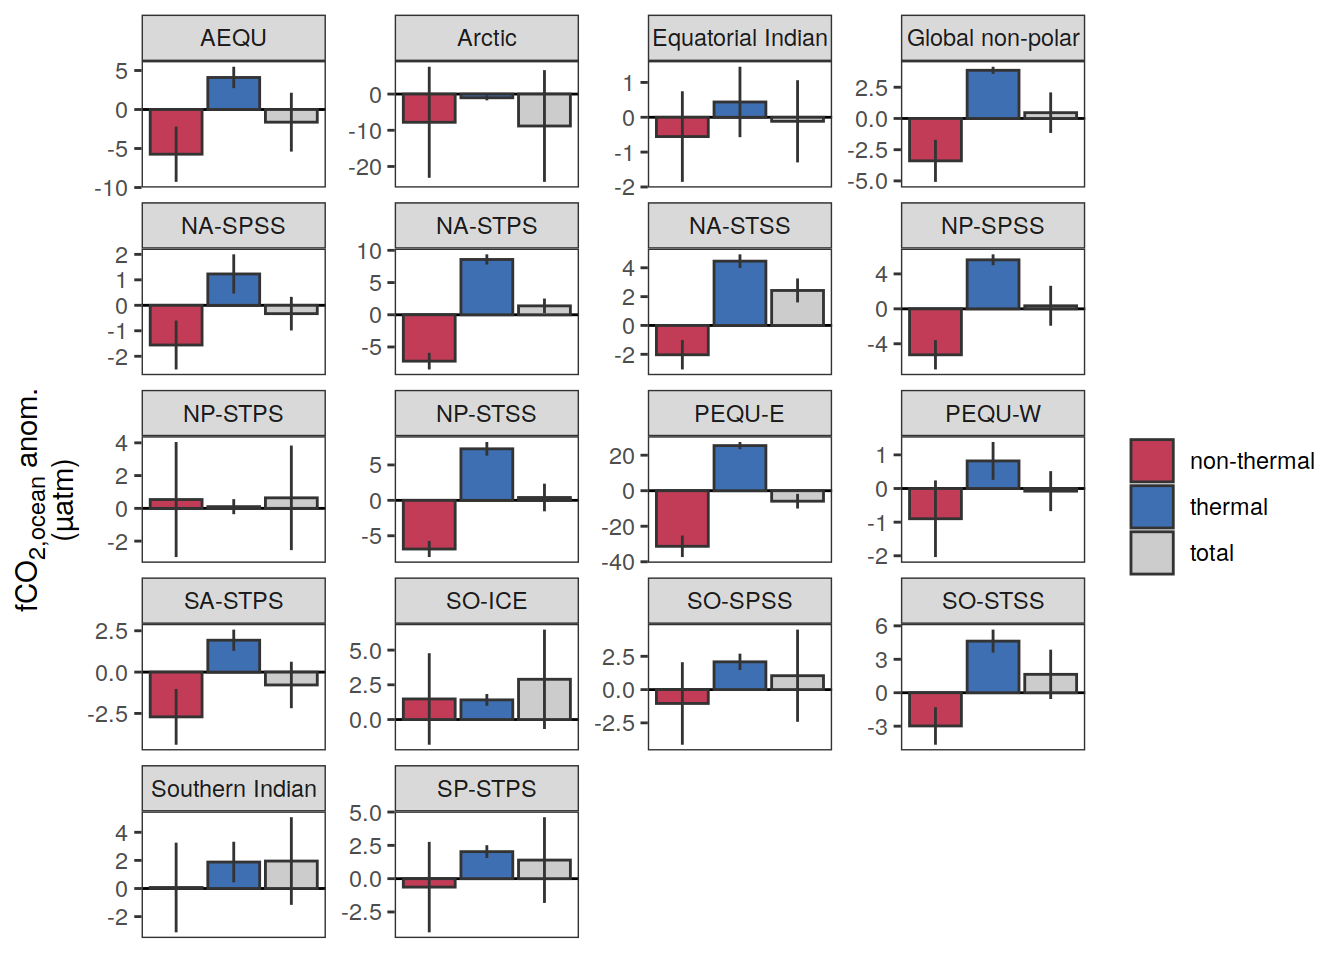 AEQU
Arctic
Equatorial Indian
Global non-polar
5
0
-5
-10
0
-10
-20
1
0
-1
-2
2.5
0.0
-2.5
-5.0
NA-SPSS
NA-STPS
NA-STSS
NP-SPSS
2
1
0
-1
-2
10
5
0
-5
4
2
0
-2
4
0
-4
NP-STPS
NP-STSS
PEQU-E
PEQU-W
4
2
0
-2
5
0
-5
20
0
-20
-40
1
0
-1
-2
SA-STPS
SO-ICE
SO-SPSS
SO-STSS
2.5
0.0
-2.5
5.0
2.5
0.0
2.5
0.0
-2.5
6
3
0
-3
Southern Indian
SP-STPS
4
2
0
-2
5.0
2.5
0.0
-2.5
fCO2,ocean anom.
(µatm)
non-thermal
thermal
total